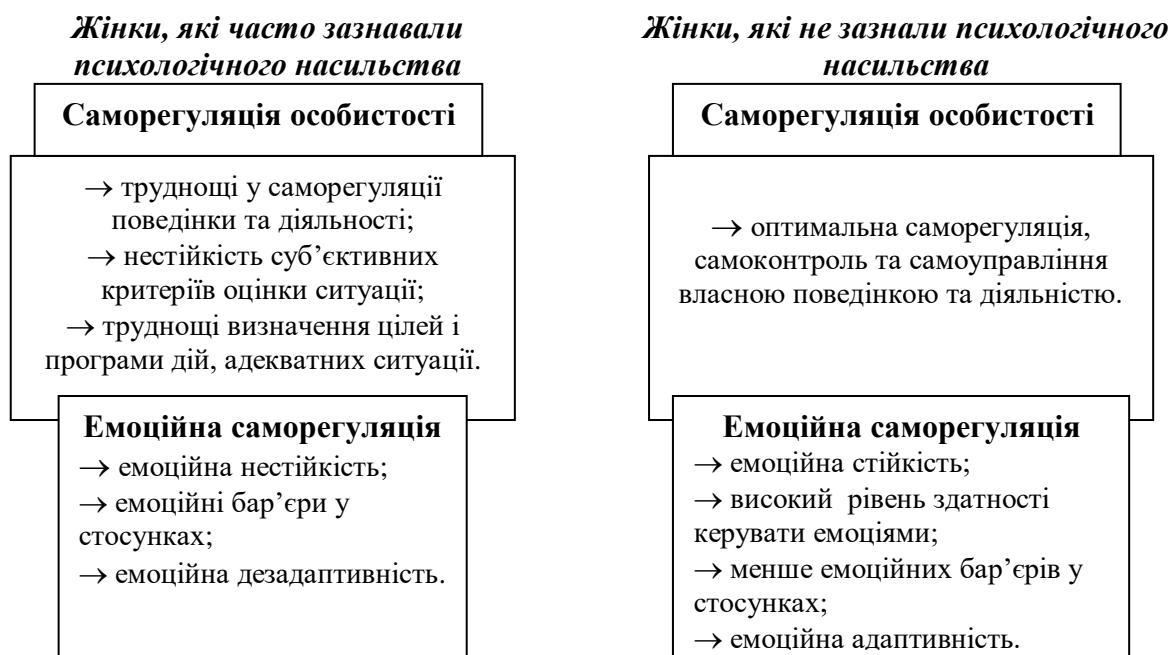 Жінки, які часто зазнавали
психологічного насильства
Саморегуляція особистості
→ труднощі у саморегуляції
поведінки та діяльності;
→ нестійкість суб’єктивних
критеріїв оцінки ситуації;
→ труднощі визначення цілей і
програми дій, адекватних ситуації.
Емоційна саморегуляція
→ емоційна нестійкість;
→ емоційні бар’єри у
стосунках;
→ емоційна дезадаптивність.
Жінки, які не зазнали психологічного
насильства
Саморегуляція особистості
→ оптимальна саморегуляція,
самоконтроль та самоуправління
власною поведінкою та діяльністю.
Емоційна саморегуляція
→ емоційна стійкість;
→ високий  рівень здатності
керувати емоціями;
→ менше емоційних бар’єрів у
стосунках;
→ емоційна адаптивність.